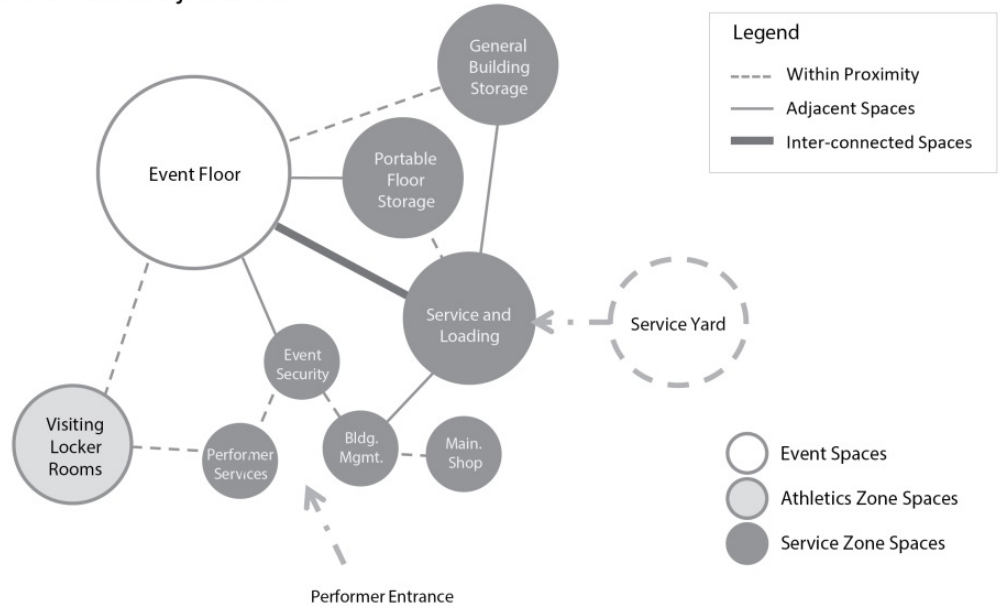 General
Building
Storage
Legend
Within Proximity
Adjacent Spaces
Inter-connected Spaces
Event Floor
Portable
Floor
Storage
Service and
Loading
Service Yard
Event
Security
Visiting
Locker
Rooms
Performer
Services
Bldg.
Mgmt.
Main.
Shop
Event Spaces
Athletics Zone Spaces
Service Zone Spaces
Performer Entrance